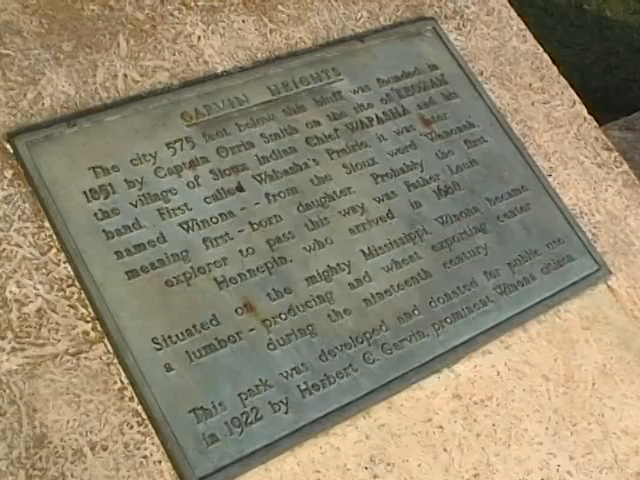 GARVIN HEIGHTS
The city 575 feet below this bluff was founded in
1851 by Captain Orrin Smith on the site of KEOZAH
the village of Sioux Indian Chief WAPASHA and his
band. First called Wabasha's Prairie, it was later
named Winona -- from the Sioux word Wenonah,
meaning first-born daughter. Probably the first
explorer to pass this way was Father Louis
Hennepin, who arrived in 1680.
Situated on the mighty Mississippi, Winona became
a lumber-producing and wheat exporting center
during the nineteenth century.
This park was developed and donated for public use
in 1922 by Herbert C. Garvin, prominent Winona citizen.